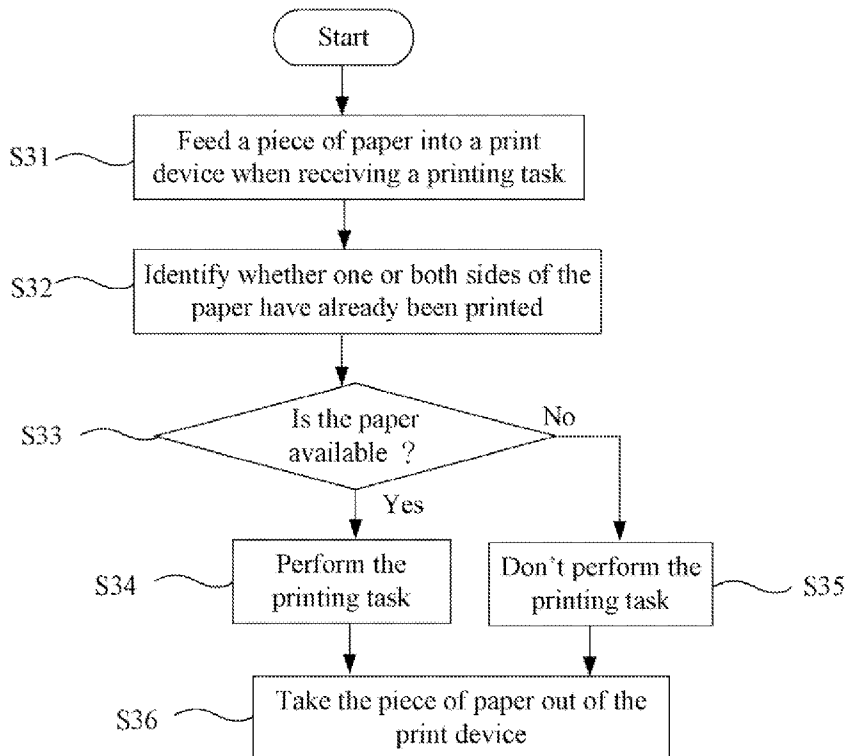 Start
S31
Feed a piece of paper into a print
device when receiving a printing task
S32
Identify whether one or both sides of the
paper have already been printed
S33
Is the paper
available ?
No
Yes
S34
Perform the
printing task
Don't perform the
printing task
S35
S36
Take the piece of paper out of the
print device